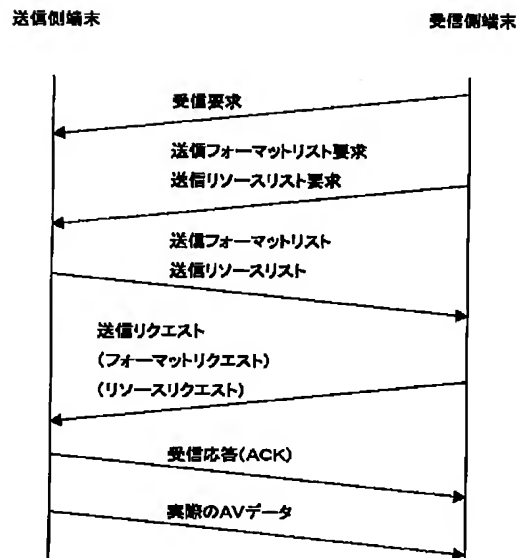 送信側端末
受信側端末
受信要求
送信フォーマットリスト要求
送信リソースリスト要求
送信フォーマットリスト
送信リソースリスト
送信リクエスト
(フォーマットリクエスト)
(リソースリクエスト)
受信応答(ACK)
実際のAVデータ